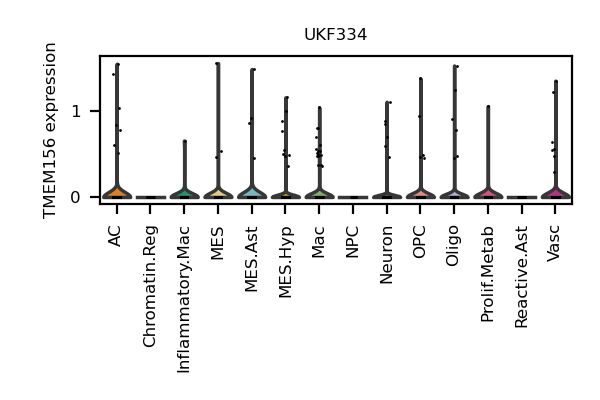 UKF334
TMEM156 expression
1
0
AC
Chromatin.Reg
Inflammatory.Mac
MES
MES.Ast
MES.Hyp
Mac
NPC
Neuron
OPC
Oligo
Prolif.Metab
Reactive.Ast
Vasc